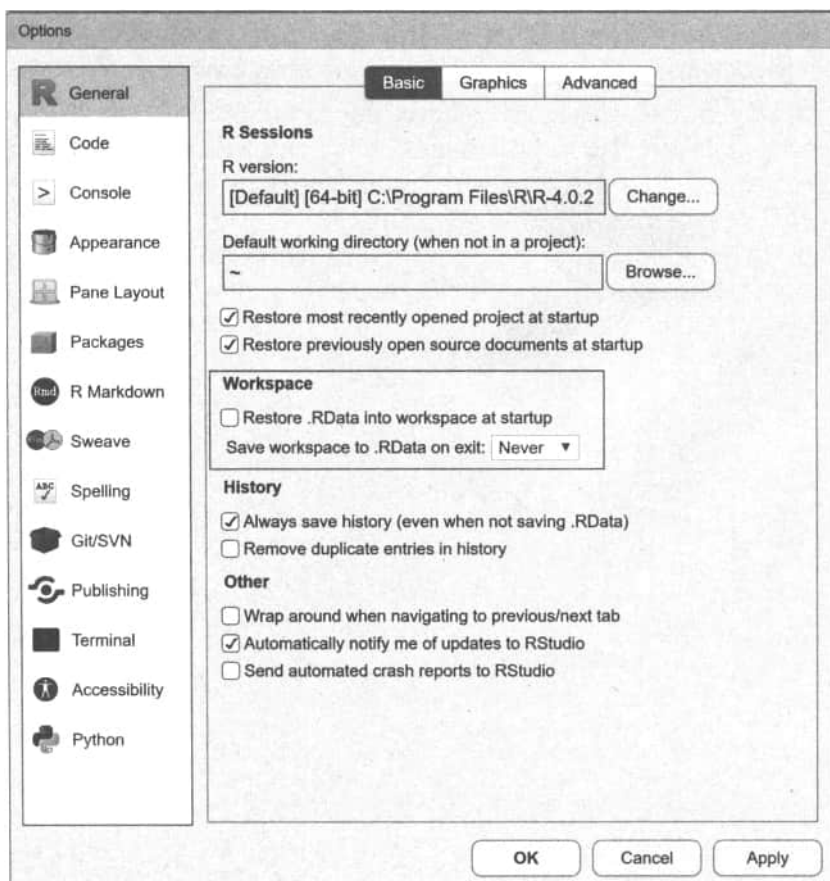 Options
R General
Code
Console
Appearance
Pane Layout
Packages
Rmd R Markdown
Sweave
ABC Spelling
Git/SVN
Publishing
Terminal
Accessibility
Python
Basic Graphics Advanced
R Sessions
R version:
[Default] [64-bit] C:\Program Files\R\R-4.0.2 Change...
Default working directory (when not in a project):
~ Browse...
Restore most recently opened project at startup
Restore previously open source documents at startup
Workspace
Restore .RData into workspace at startup
Save workspace to .RData on exit: Never
History
Always save history (even when not saving .RData)
Remove duplicate entries in history
Other
Wrap around when navigating to previous/next tab
Automatically notify me of updates to RStudio
Send automated crash reports to RStudio
OK Cancel Apply